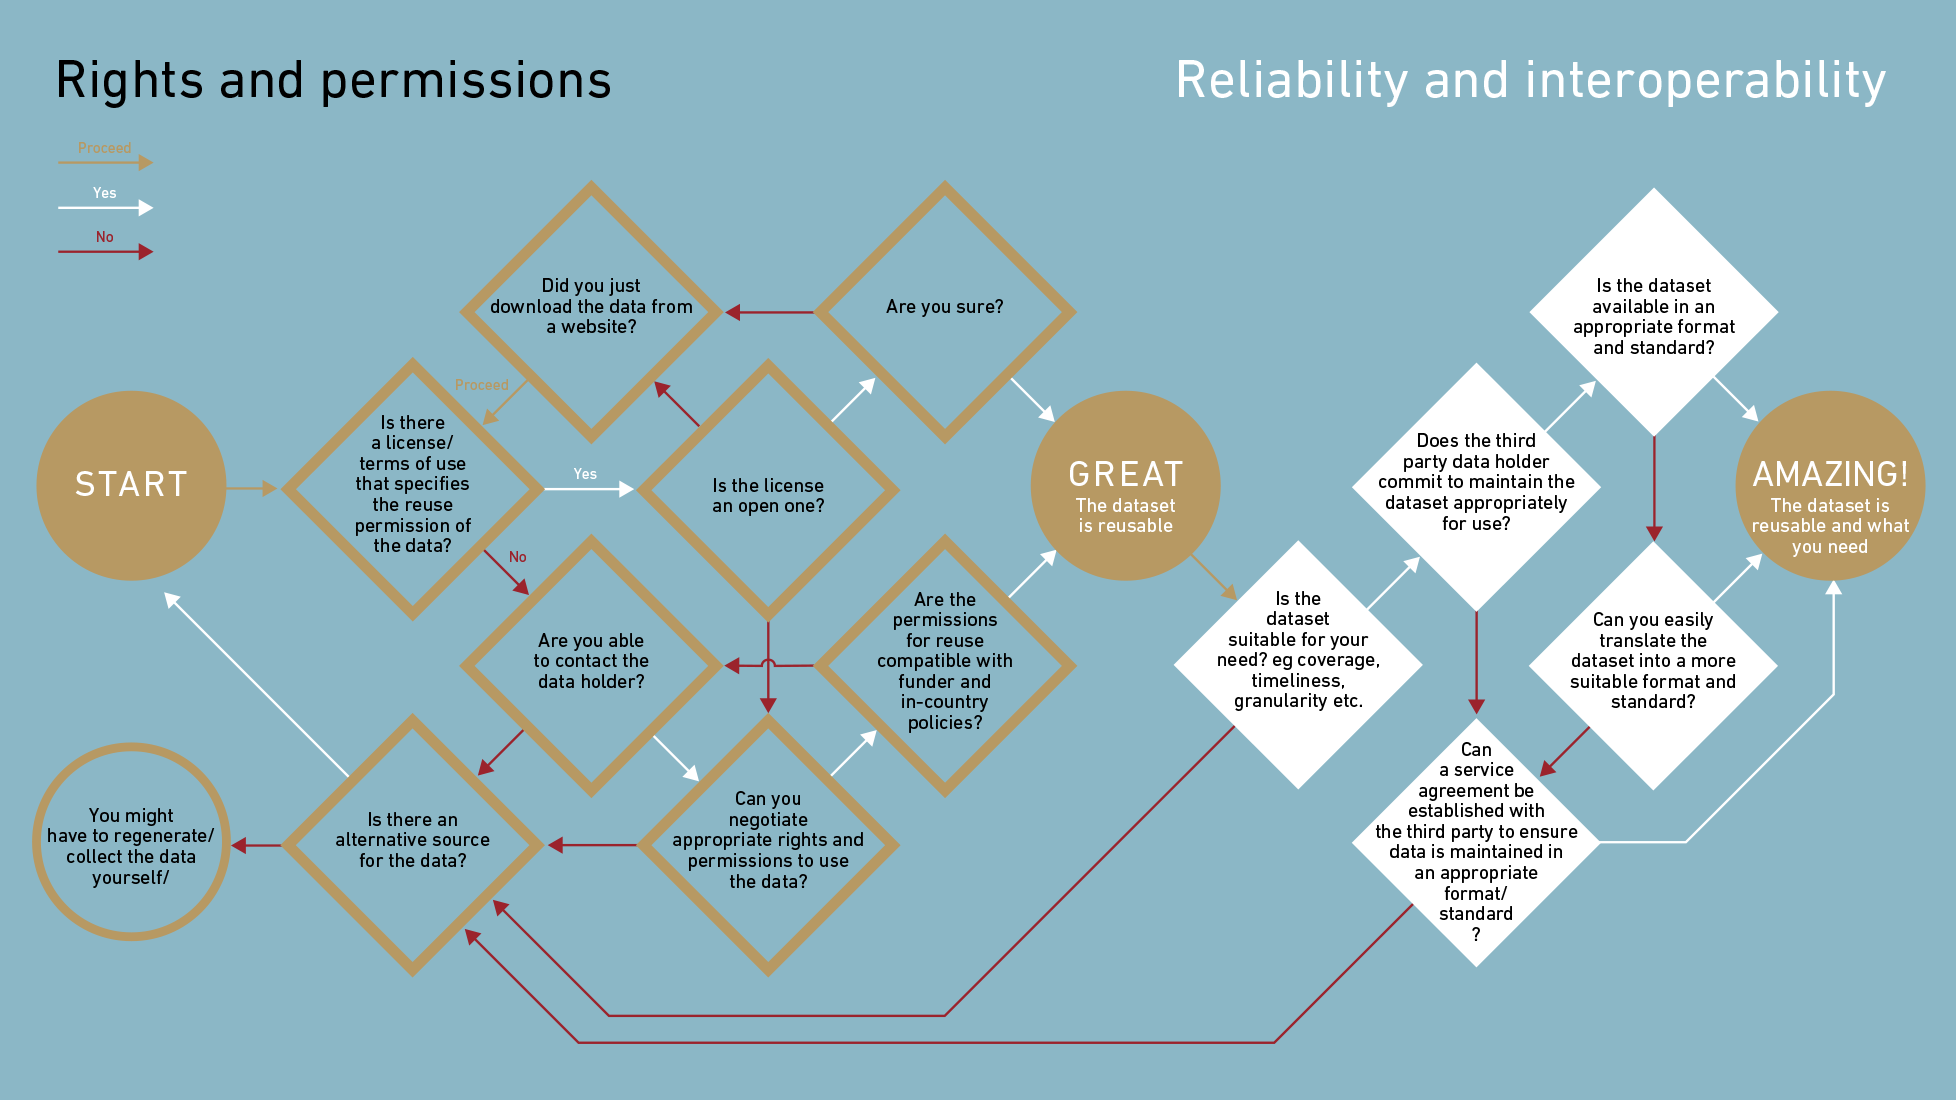 Rights and permissions
Reliability and interoperability
Proceed
Yes
No
Did you just
download the data from
a website?
Are you sure?
Is the dataset
available in an
appropriate format
and standard?
Proceed
START
Is there
a license/
terms of use
that specifies
the reuse
permission of
the data?
Yes
Is the license
an open one?
GREAT
The dataset
is reusable
Does the third
party data holder
commit to maintain the
dataset appropriately
for use?
AMAZING!
The dataset is
reusable and what
you need
No
Are you able
to contact the
data holder?
Are the
permissions
for reuse
compatible with
funder and
in-country
policies?
Is the
dataset
suitable for your
need? eg coverage,
timeliness,
granularity etc.
Can you easily
translate the
dataset into a more
suitable format and
standard?
You might
have to regenerate/
collect the data
yourself/
Is there an
alternative source
for the data?
Can you
negotiate
appropriate rights and
permissions to use
the data?
Can
a service
agreement be
established with
the third party to ensure
data is maintained in
an appropriate
format/
standard
?